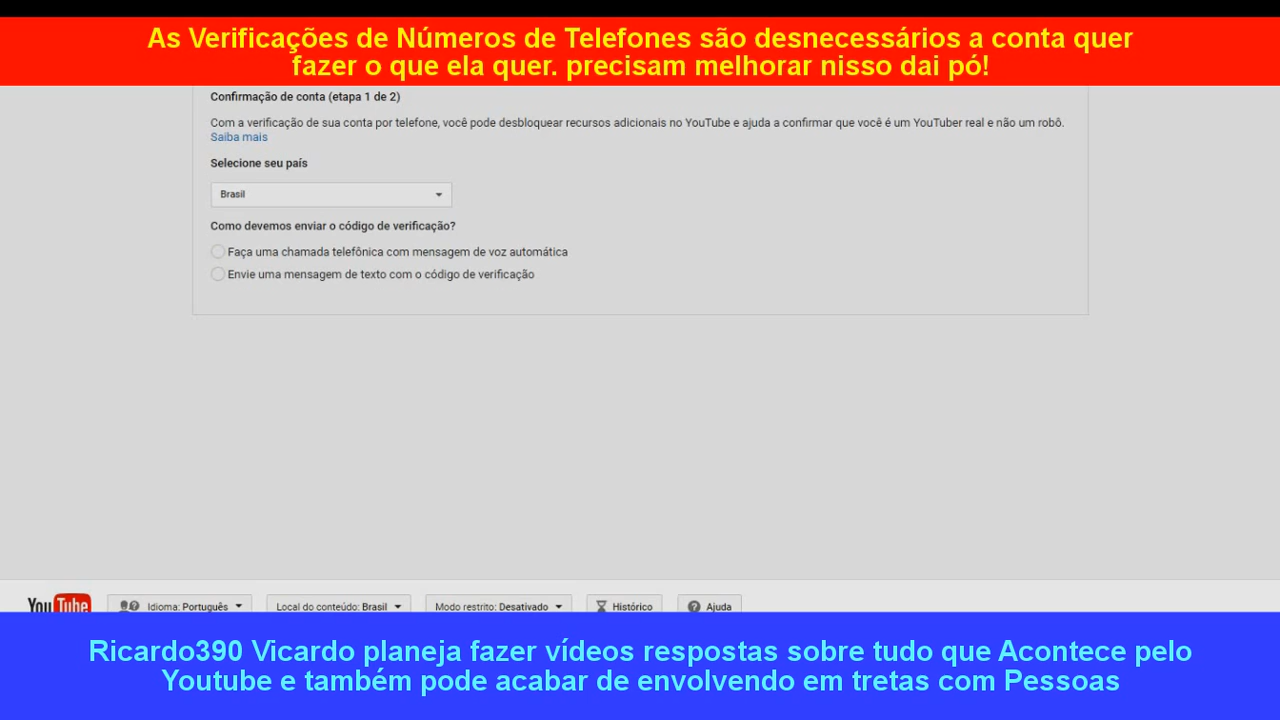 As Verificações de Números de Telefones são desnecessários a conta quer
fazer o que ela quer. precisam melhorar nisso dai pó!
Confirmação de conta (etapa 1 de 2)
Com a verificação de sua conta por telefone, você pode desbloquear recursos adicionais no YouTube e ajuda a confirmar que você é um YouTuber real e não um robô.
Saiba mais
Selecione seu país
Brasil
Como devemos enviar o código de verificação?
Faça uma chamada telefônica com mensagem de voz automática
Envie uma mensagem de texto com o código de verificação
YouTube Idioma: Português Local do conteúdo: Brasil Modo restrito: Desativado Histórico Ajuda
Ricardo390 Vicardo planeja fazer vídeos respostas sobre tudo que Acontece pelo
Youtube e também pode acabar de envolvendo em tretas com Pessoas